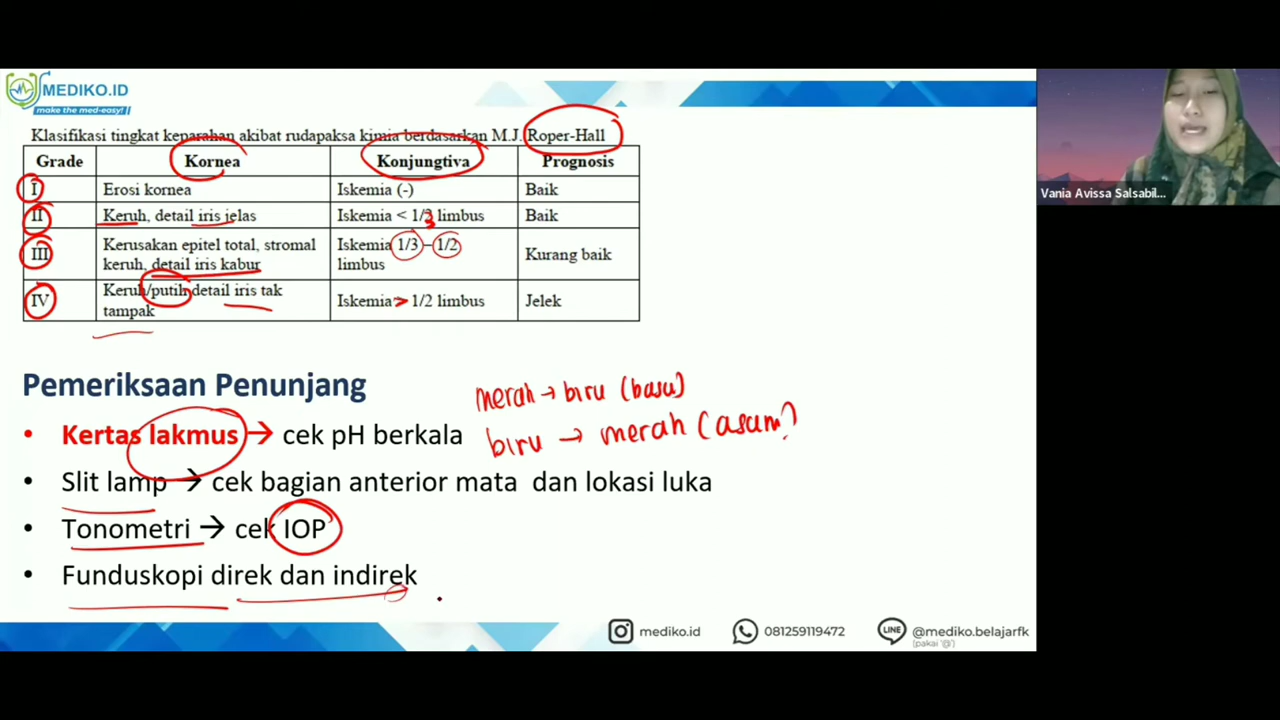 MEDIKO.ID
make the med-easy!
Klasifikasi tingkat keparahan akibat rudapaksa kimia berdasarkan M.J. Roper-Hall
Grade Kornea Konjungtiva Prognosis
I Erosi kornea Iskemia (-) Baik
II Keruh, detail iris jelas Iskemia < 1/3 limbus Baik
III Kerusakan epitel total, stromal keruh, detail iris kabur Iskemia 1/3 – 1/2 limbus Kurang baik
IV Keruh/putih detail iris tak tampak Iskemia > 1/2 limbus Jelek
Pemeriksaan Penunjang
merah → biru (basa)
• Kertas lakmus → cek pH berkala
biru → merah (asam)
• Slit lamp → cek bagian anterior mata dan lokasi luka
• Tonometri → cek IOP
• Funduskopi direk dan indirek
mediko.id
081259119472
LINE
@mediko.belajarfk
(pakai '@')
Vania Avissa Salsabil...